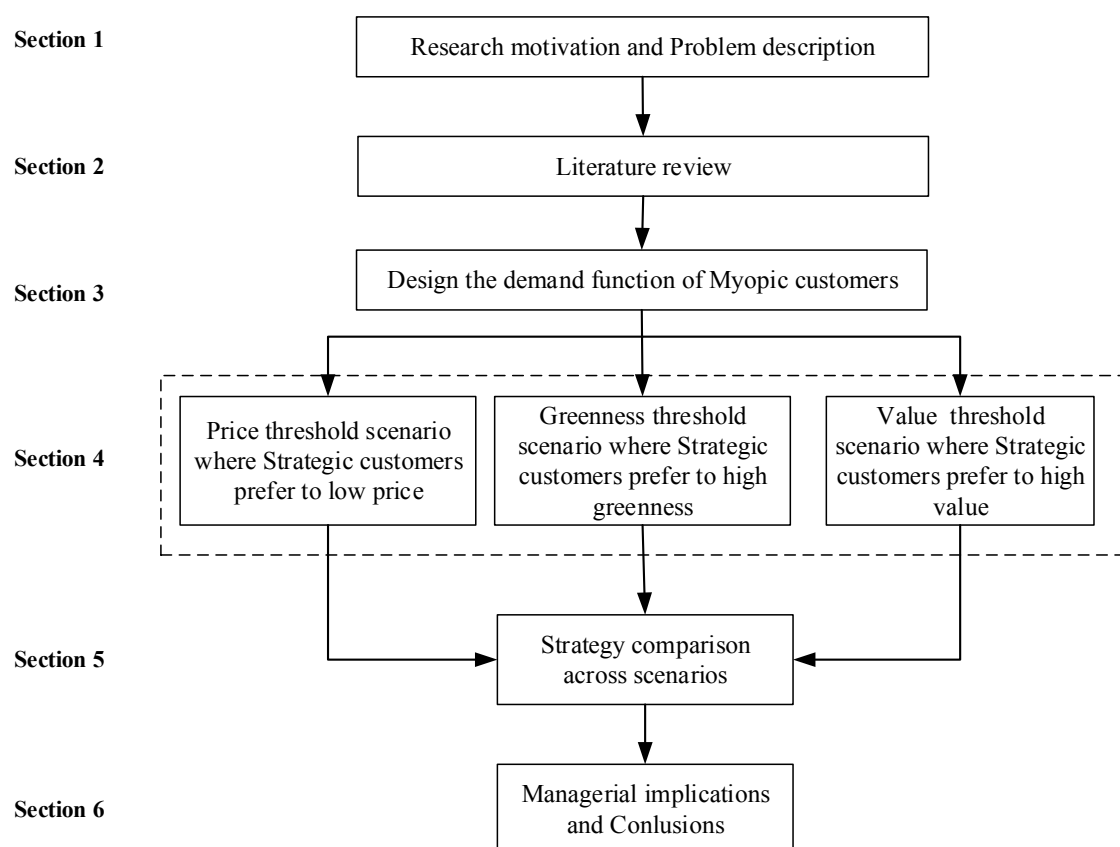 Section 1
Research motivation and Problem description
Section 2
Literature review
Section 3
Design the demand function of Myopic customers
Section 4
Price threshold scenario
where Strategic customers
prefer to low price
Greenness threshold
scenario where Strategic
customers prefer to high
greenness
Value threshold
scenario where Strategic
customers prefer to high
value
Section 5
Strategy comparison
across scenarios
Section 6
Managerial implications
and Conlusions